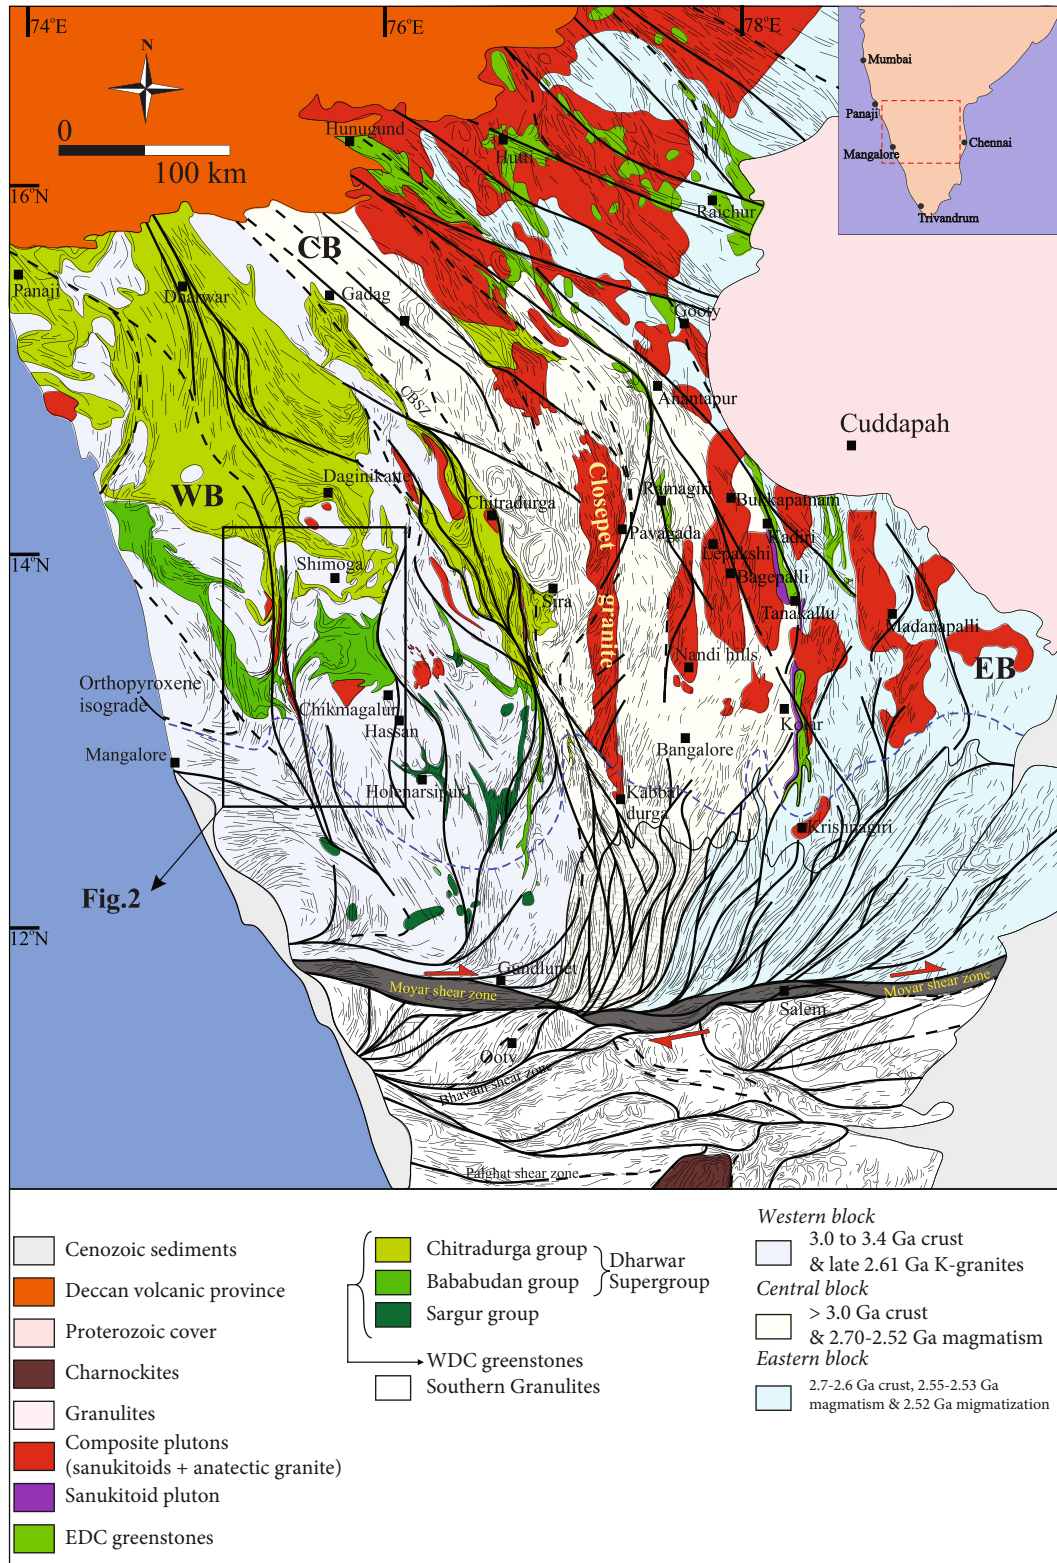 74°E
76°E
78°E
N
0
100 km
16°N
14°N
12°N
Mumbai
Panaji
Mangalore
Chennai
Trivandrum
Hunugund
Hutti
Raichur
CB
Panaji
Dharwar
Gadag
Gooty
Anantapur
CBSZ
Cuddapah
WB
Daginikatte
Chitradurga
Closepet granite
Ramagiri
Bukkapatnam
Pavagada
Kadiri
Lepakshi
Bagepalli
Shimoga
Sira
Tanakallu
Madanapalli
Nandi hills
EB
Orthopyroxene
isograde
Chikmagalur
Hassan
Kolar
Bangalore
Mangalore
Holenarsipur
Kabbal
durga
Krishnagiri
Fig.2
Gundlupet
Moyar shear zone
Moyar shear zone
Salem
Ooty
Bhavani shear zone
Palghat shear zone
Cenozoic sediments
Deccan volcanic province
Proterozoic cover
Charnockites
Granulites
Composite plutons
(sanukitoids + anatectic granite)
Sanukitoid pluton
EDC greenstones
Chitradurga group
Bababudan group
Sargur group
Dharwar
Supergroup
WDC greenstones
Southern Granulites
Western block
3.0 to 3.4 Ga crust
& late 2.61 Ga K-granites
Central block
> 3.0 Ga crust
& 2.70-2.52 Ga magmatism
Eastern block
2.7-2.6 Ga crust, 2.55-2.53 Ga
magmatism & 2.52 Ga migmatization